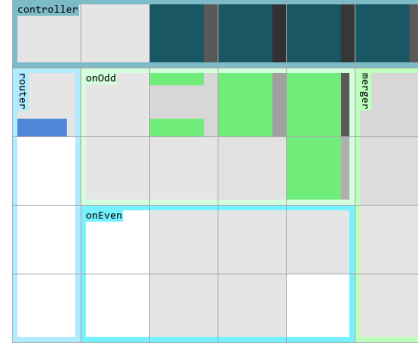 controller
router
onOdd
merger
onEven